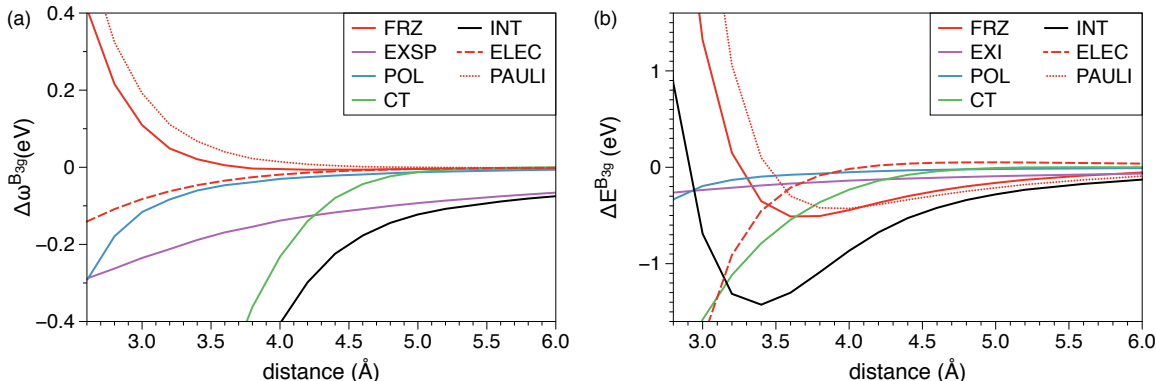 (a)
0.4
0.2
0
−0.2
−0.4
Δω^B3g(eV)
FRZ
EXSP
POL
CT
INT
ELEC
PAULI
3.0 3.5 4.0 4.5 5.0 5.5 6.0
distance (Å)
(b)
1
0
−1
ΔE^B3g (eV)
FRZ
EXI
POL
CT
INT
ELEC
PAULI
3.0 3.5 4.0 4.5 5.0 5.5 6.0
distance (Å)